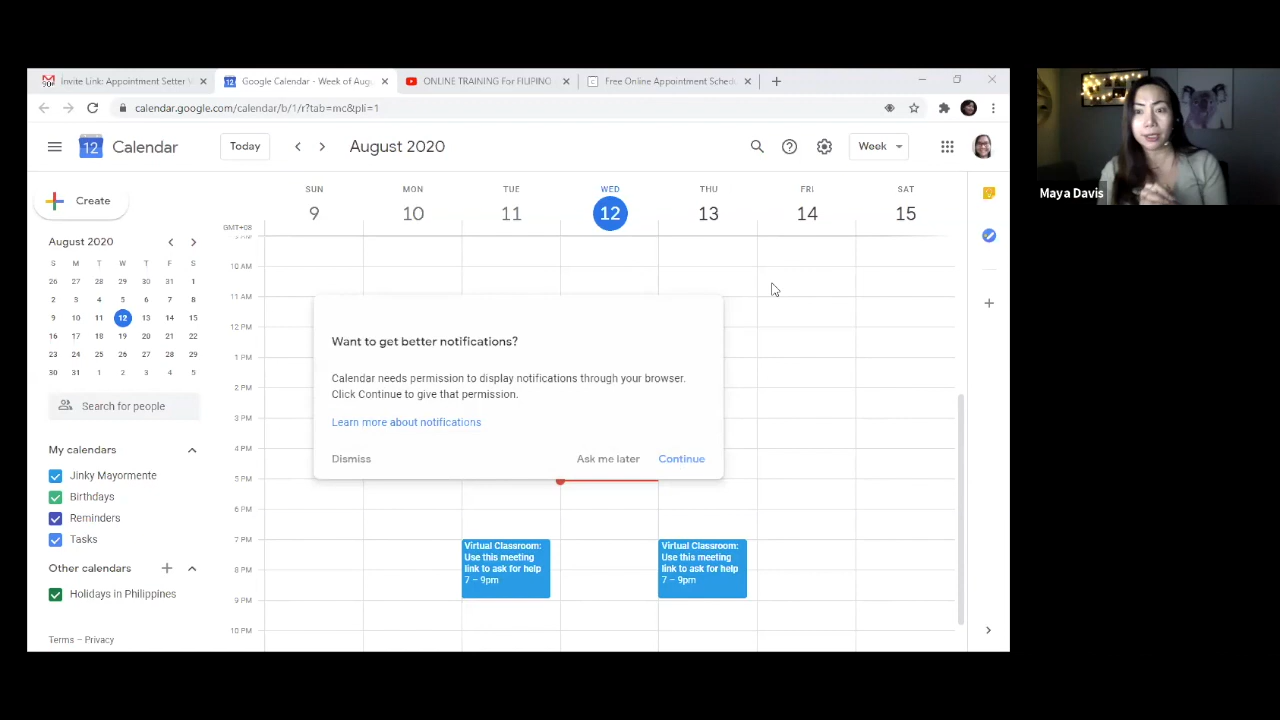 Invite Link: Appointment Setter
Google Calendar - Week of Augu
ONLINE TRAINING For FILIPINO
Free Online Appointment Schedu
calendar.google.com/calendar/b/1/r?tab=mc&pli=1
12
Calendar
Today
August 2020
Week
Create
SUN
MON
TUE
WED
THU
FRI
SAT
9
10
11
12
13
14
15
GMT+08
August 2020
S M T W T F S
26 27 28 29 30 31 1
2 3 4 5 6 7 8
9 10 11 12 13 14 15
16 17 18 19 20 21 22
23 24 25 26 27 28 29
30 31 1 2 3 4 5
Search for people
My calendars
Jinky Mayormente
Birthdays
Reminders
Tasks
Other calendars
Holidays in Philippines
Terms – Privacy
10 AM
11 AM
12 PM
1 PM
2 PM
3 PM
4 PM
5 PM
6 PM
7 PM
8 PM
9 PM
10 PM
Want to get better notifications?
Calendar needs permission to display notifications through your browser.
Click Continue to give that permission.
Learn more about notifications
Dismiss
Ask me later
Continue
Virtual Classroom:
Use this meeting
link to ask for help
7 – 9pm
Virtual Classroom:
Use this meeting
link to ask for help
7 – 9pm
Maya Davis